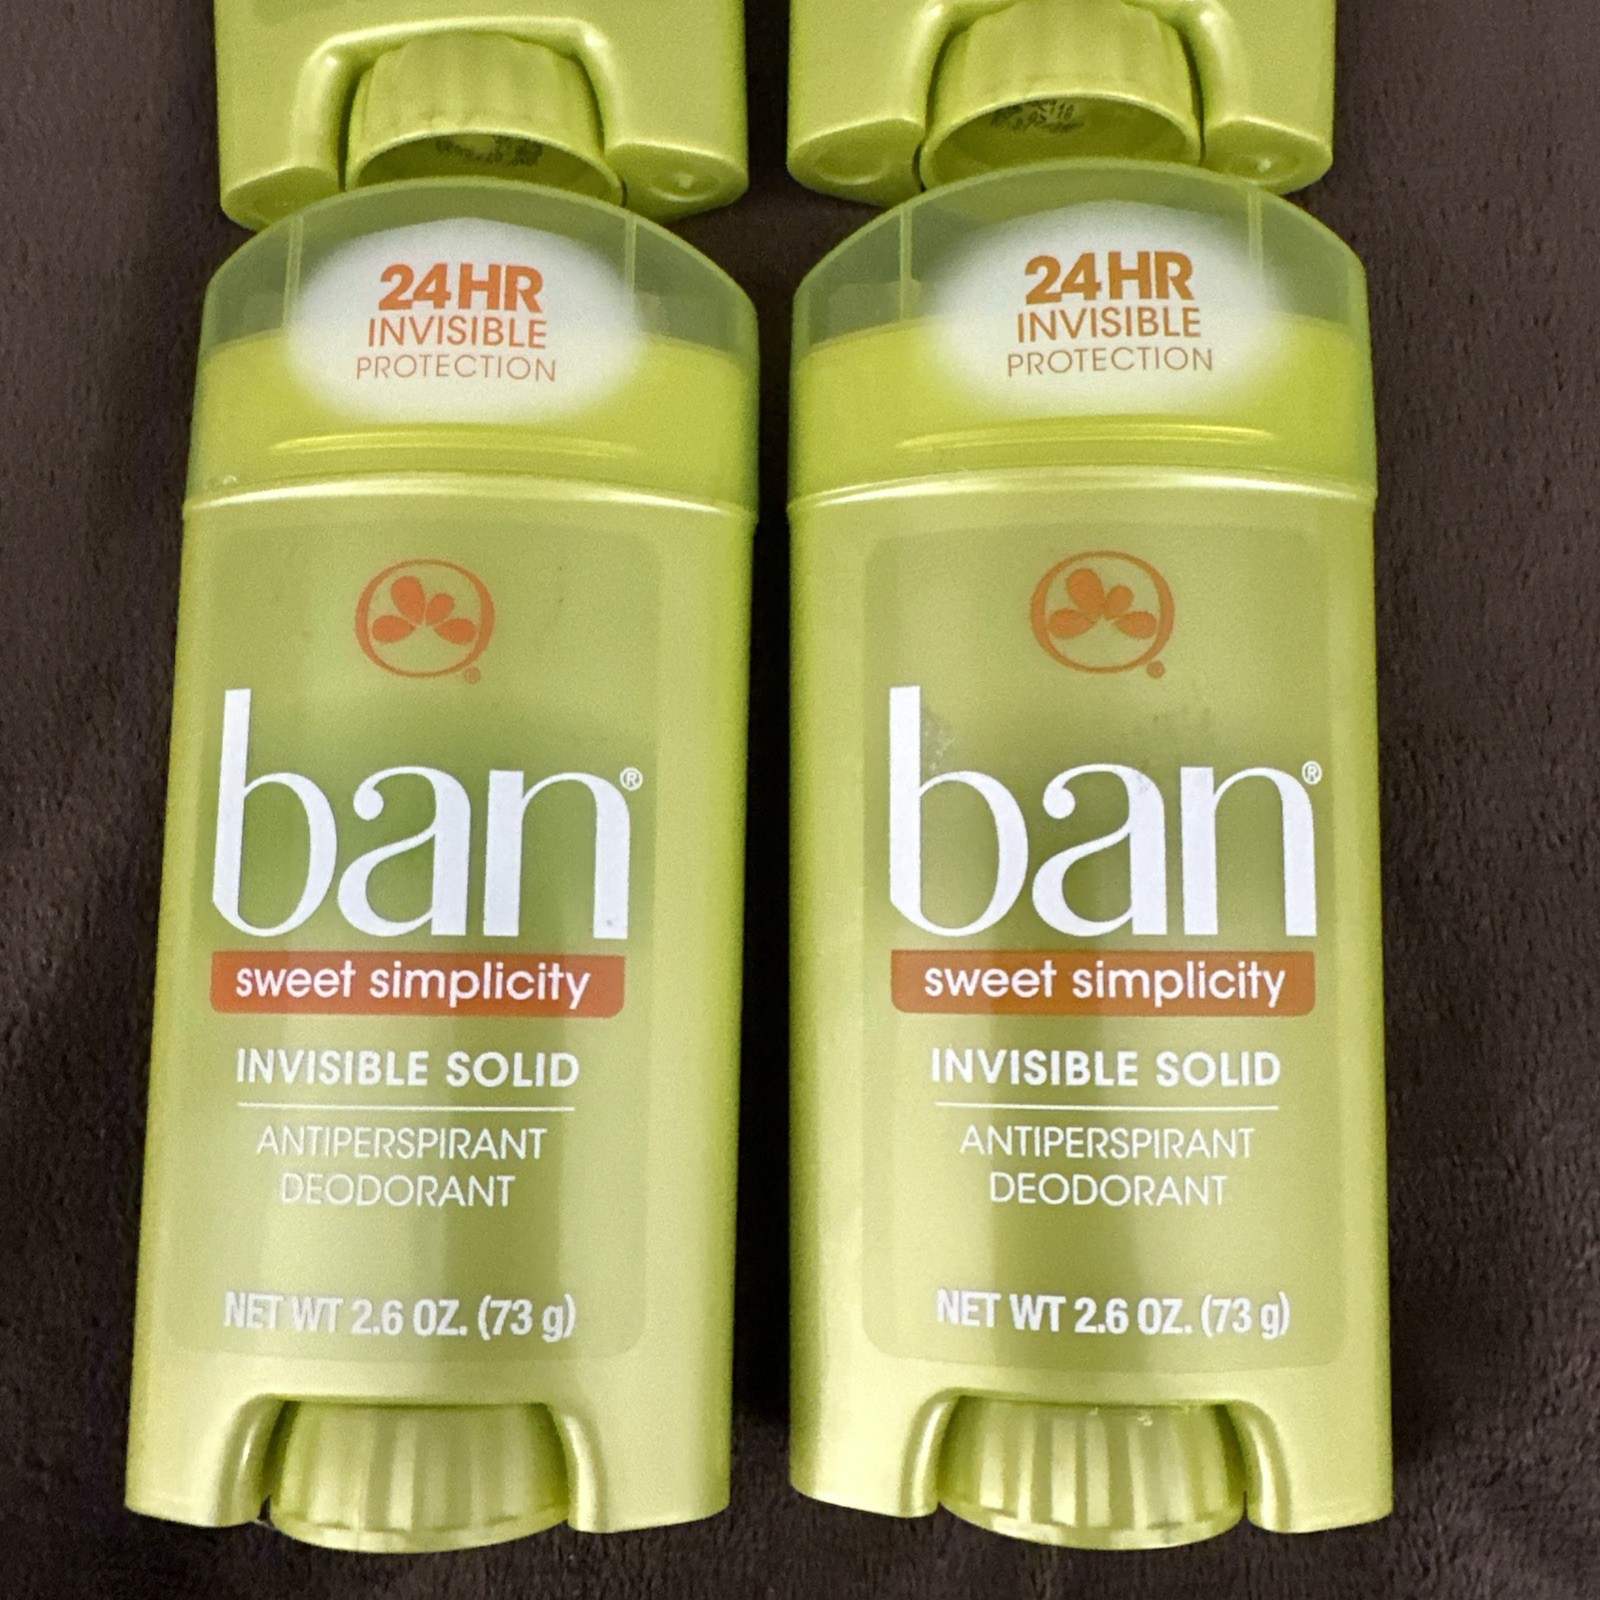 24HR
INVISIBLE
PROTECTION
ban®
sweet simplicity
INVISIBLE SOLID
ANTIPERSPIRANT
DEODORANT
NET WT 2.6 OZ. (73 g)
24HR
INVISIBLE
PROTECTION
ban®
sweet simplicity
INVISIBLE SOLID
ANTIPERSPIRANT
DEODORANT
NET WT 2.6 OZ. (73 g)